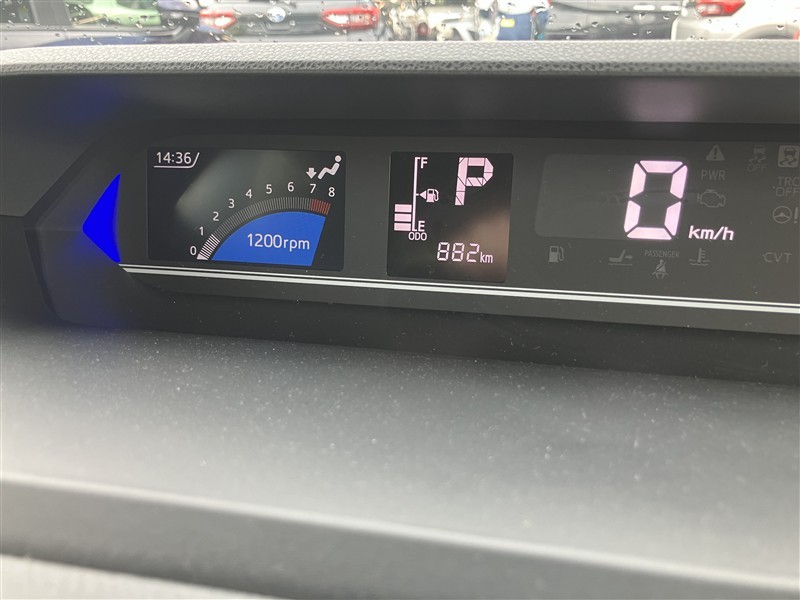 14:36
0 1 2 3 4 5 6 7 8
1200rpm
F
E
P
ODO
882km
0
km/h
PWR
TRC
OFF
PASSENGER
CVT